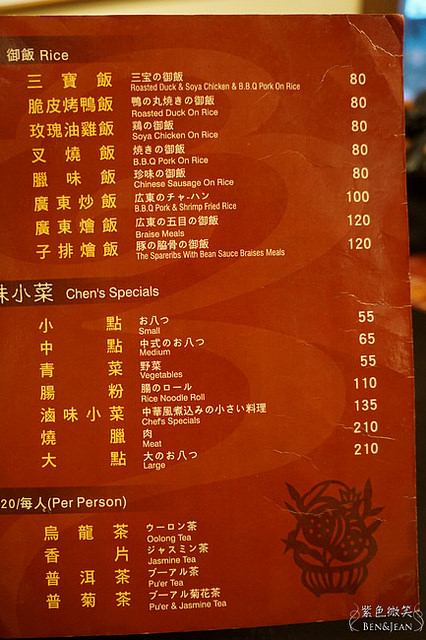 御飯 Rice
三寶飯 三宝の御飯 80
Roasted Duck & Soya Chicken & B.B.Q Pork On Rice
脆皮烤鴨飯 鴨の丸焼きの御飯 80
Roasted Duck On Rice
玫瑰油雞飯 鶏の御飯 80
Soya Chicken On Rice
叉燒飯 焼きの御飯 80
B.B.Q Pork On Rice
臘味飯 珍味の御飯 80
Chinese Sausage On Rice
廣東炒飯 広東のチャ-ハン 100
B.B.Q Pork & Shrimp Fried Rice
廣東燴飯 広東の五目の御飯 120
Braise Meals
子排燴飯 豚の脇骨の御飯 120
The Spareribs With Bean Sauce Braises Meals
味小菜 Chen's Specials
小點 お八つ 55
Small
中點 中式のお八つ 65
Medium
青菜 野菜 55
Vegetables
腸粉 腸のロール 110
Rice Noodle Roll
滷味小菜 中華風煮込みの小さい料理 135
Chef's Specials
燒臘 肉 210
Meat
大點 大のお八つ 210
Large
20/每人(Per Person)
烏龍茶 ウーロン茶
Oolong Tea
香片 ジャスミン茶
Jasmine Tea
普洱茶 プーアル茶
Pu'er Tea
普菊茶 プーアル菊花茶
Pu'er & Jasmine Tea
紫色微笑
BEN&JEAN